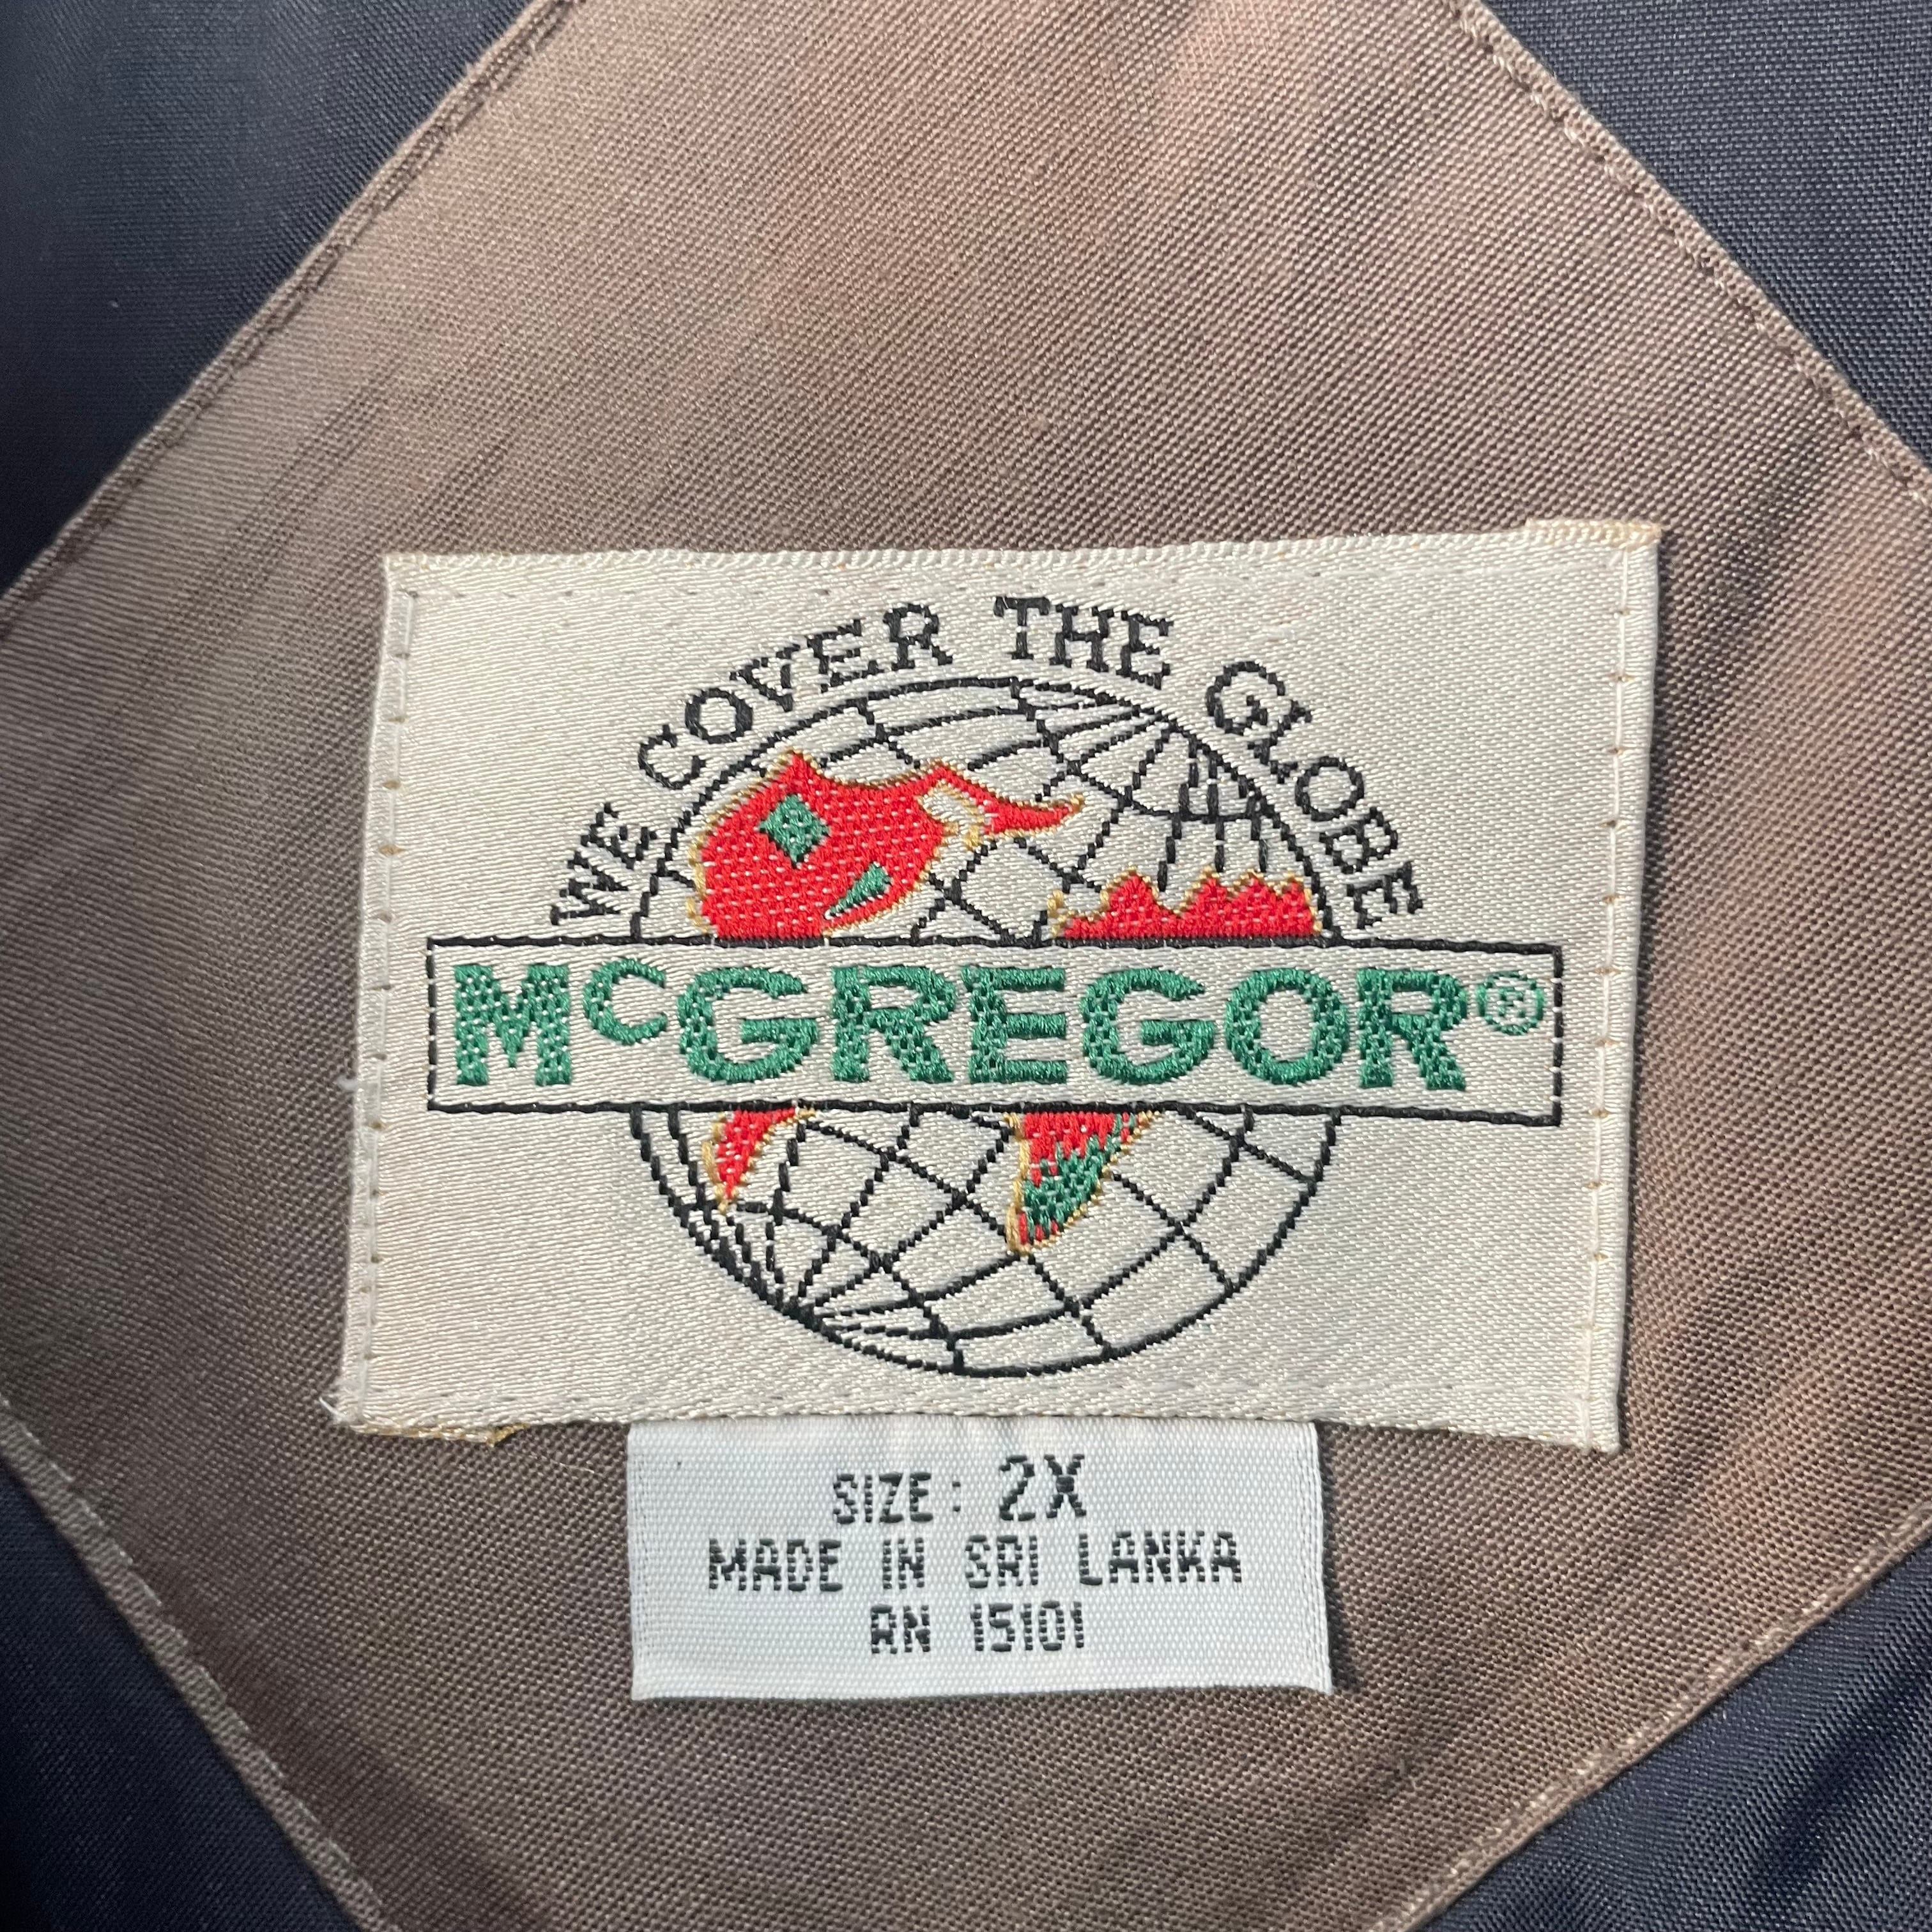 WE COVER THE GLOBE
McGREGOR®
SIZE: 2X
MADE IN SRI LANKA
RN 15101